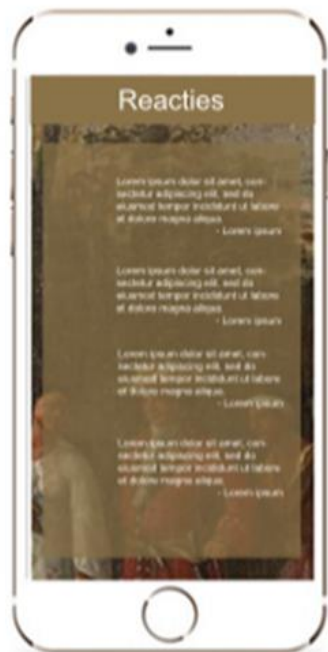 Reacties
Lorem ipsum dolor sit amet, con-
sectetur adipiscing elit, sed do
eiusmod tempor incididunt ut labore
et dolore magna aliqua.
- Lorem ipsum
Lorem ipsum dolor sit amet, con-
sectetur adipiscing elit, sed do
eiusmod tempor incididunt ut labore
et dolore magna aliqua.
- Lorem ipsum
Lorem ipsum dolor sit amet, con-
sectetur adipiscing elit, sed do
eiusmod tempor incididunt ut labore
et dolore magna aliqua.
- Lorem ipsum
Lorem ipsum dolor sit amet, con-
sectetur adipiscing elit, sed do
eiusmod tempor incididunt ut labore
et dolore magna aliqua.
- Lorem ipsum